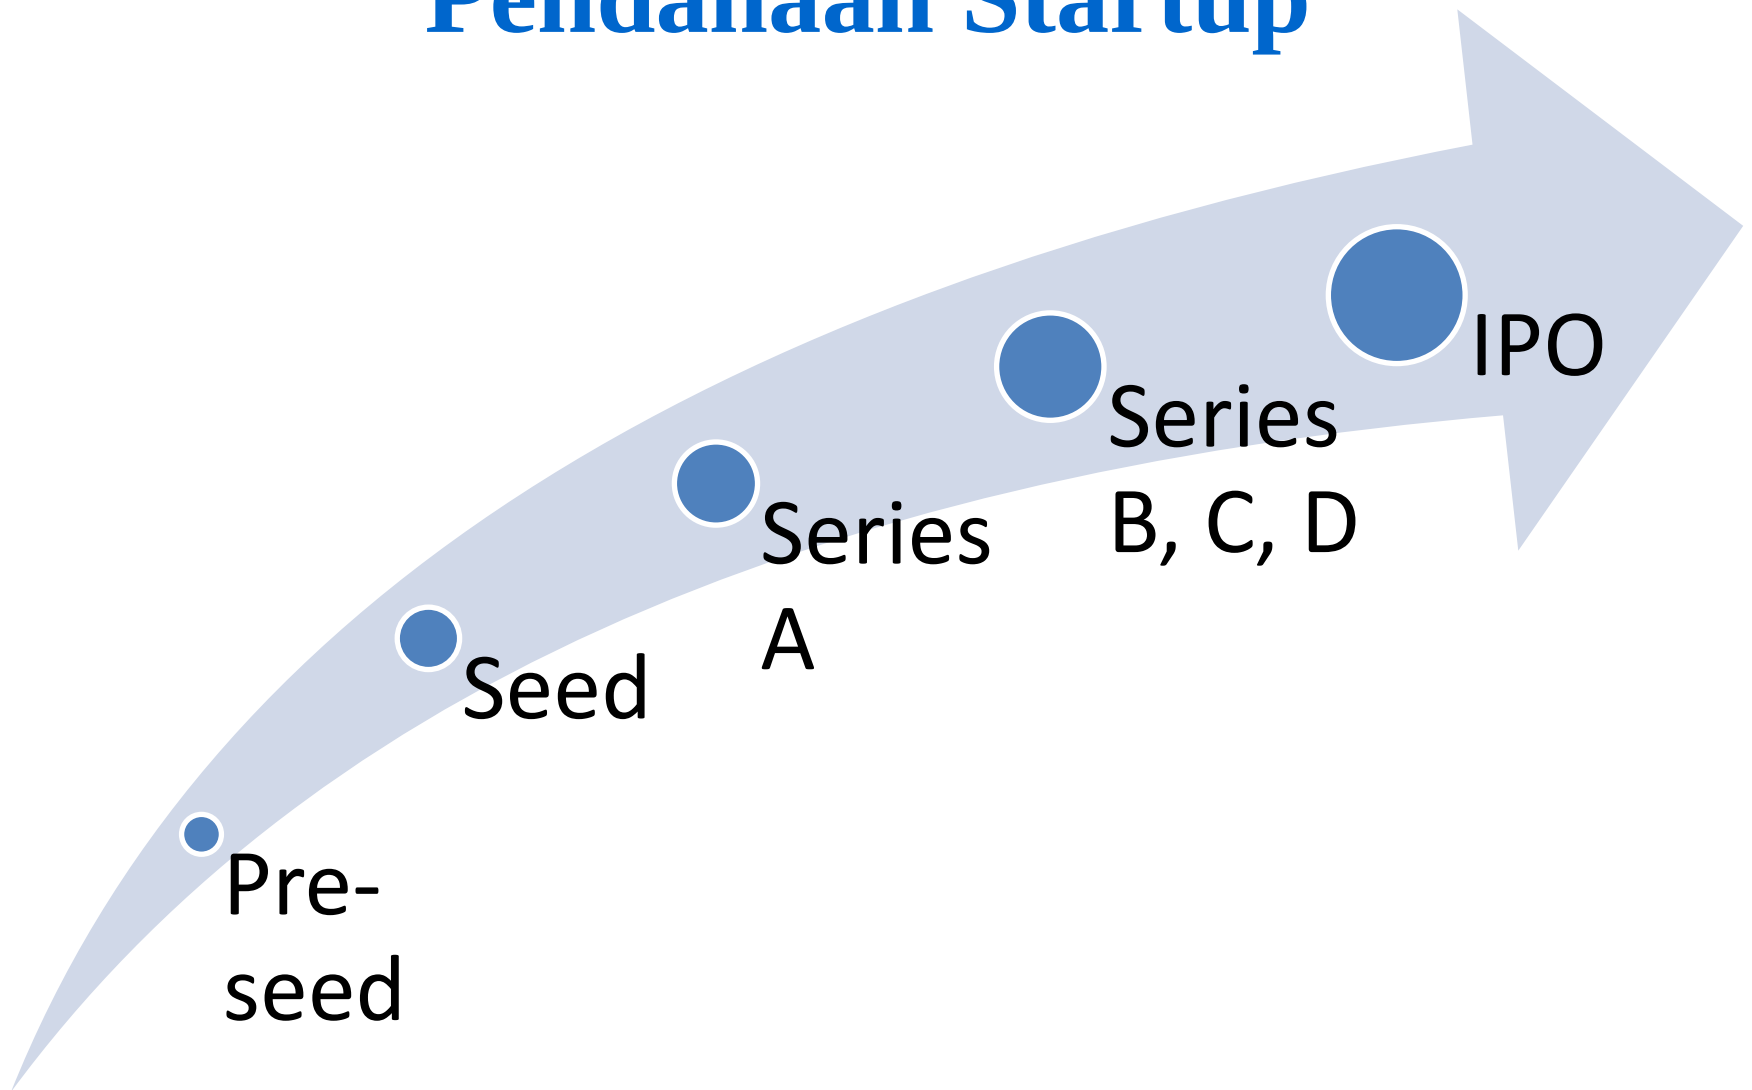 Pendanaan Startup
IPO
Series
B, C, D
Series
A
Seed
Pre-
seed